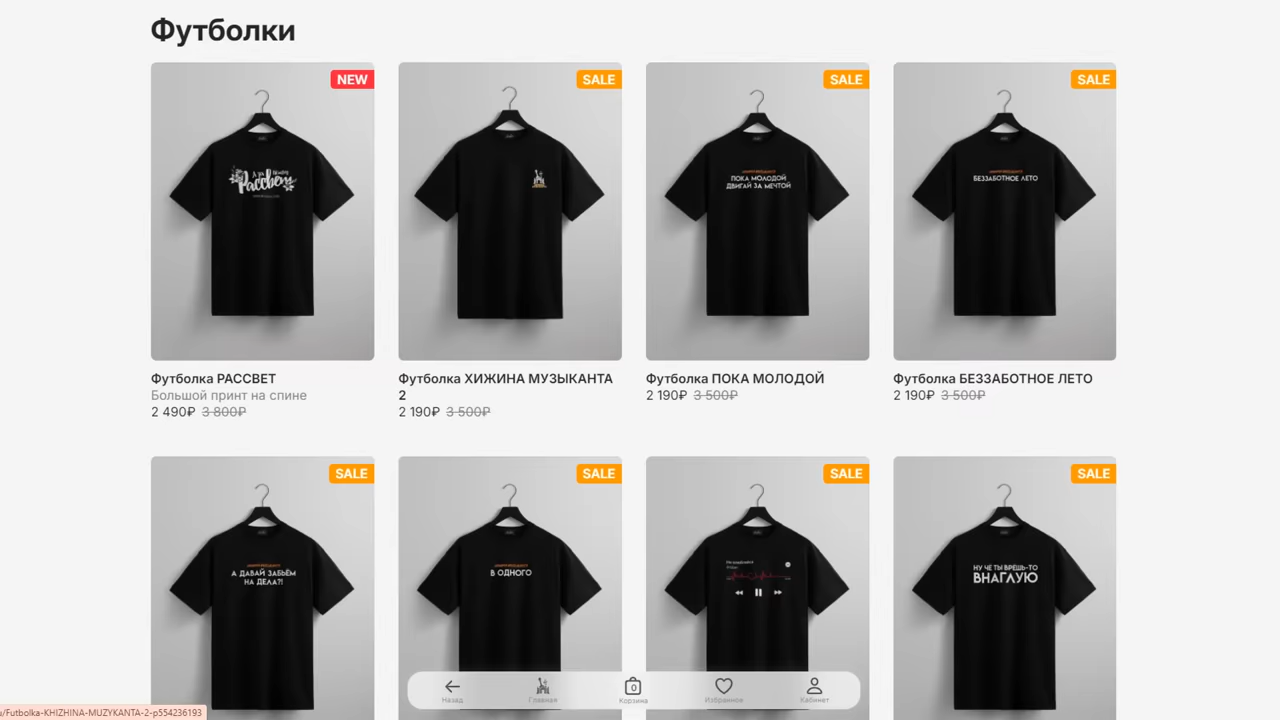 Футболки
NEW
SALE
SALE
SALE
А за окном
Рассвет
ПОКА МОЛОДОЙ
ДВИГАЙ ЗА МЕЧТОЙ
БЕЗЗАБОТНОЕ ЛЕТО
Футболка РАССВЕТ
Большой принт на спине
2 490₽ 3 800₽
Футболка ХИЖИНА МУЗЫКАНТА
2
2 190₽ 3 500₽
Футболка ПОКА МОЛОДОЙ
2 190₽ 3 500₽
Футболка БЕЗЗАБОТНОЕ ЛЕТО
2 190₽ 3 500₽
SALE
SALE
SALE
SALE
А ДАВАЙ ЗАБЬЁМ
НА ДЕЛА?!
В ОДНОГО
НУ ЧЕ ТЫ ВРЁШЬ-ТО
ВНАГЛУЮ
0
Назад
Главная
Корзина
Избранное
Кабинет
u/Futbolka-KHIZHINA-MUZYKANTA-2-p554236193